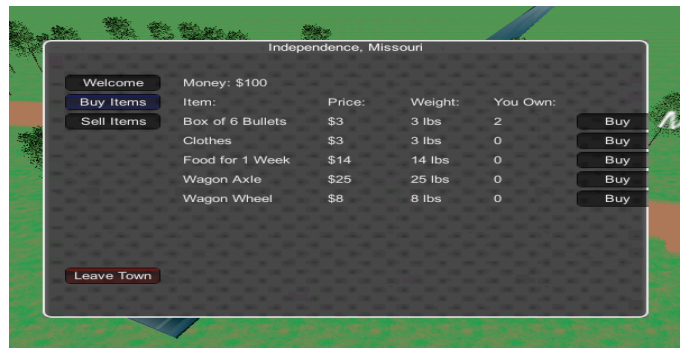 Independence, Missouri
Welcome Money: $100
Buy Items Item: Price: Weight: You Own:
Sell Items Box of 6 Bullets $3 3 lbs 2 Buy
Clothes $3 3 lbs 0 Buy
Food for 1 Week $14 14 lbs 0 Buy
Wagon Axle $25 25 lbs 0 Buy
Wagon Wheel $8 8 lbs 0 Buy
Leave Town